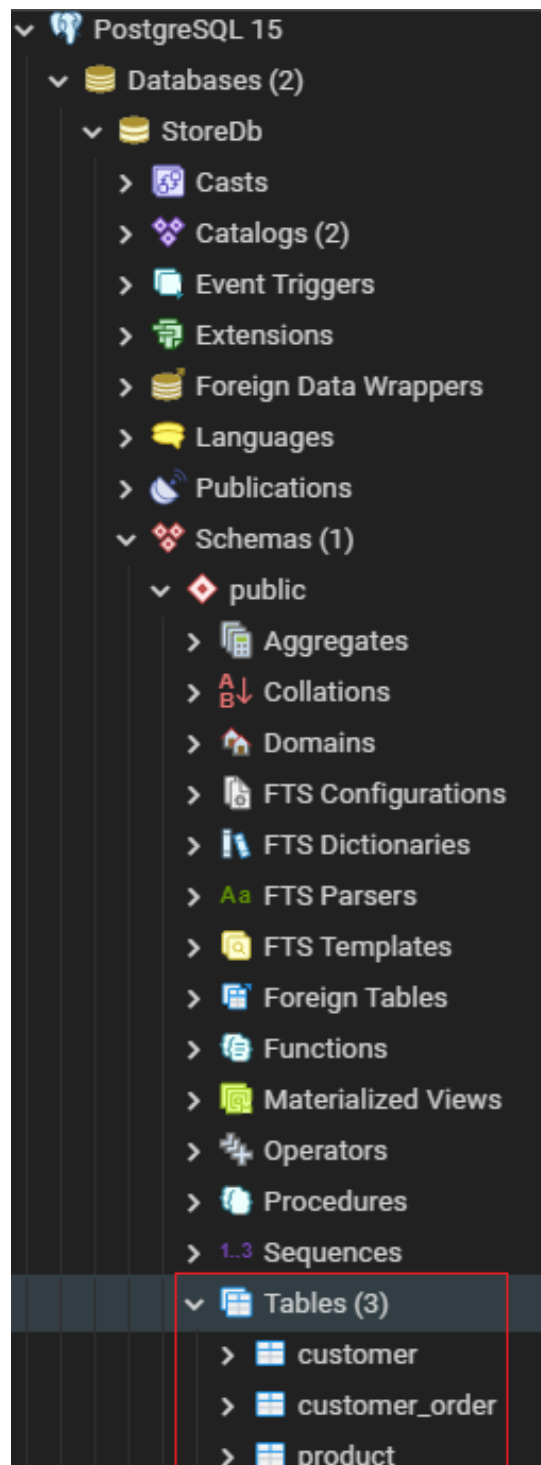 PostgreSQL 15
Databases (2)
StoreDb
Casts
Catalogs (2)
Event Triggers
Extensions
Foreign Data Wrappers
Languages
Publications
Schemas (1)
public
Aggregates
Collations
Domains
FTS Configurations
FTS Dictionaries
Aa FTS Parsers
FTS Templates
Foreign Tables
Functions
Materialized Views
Operators
Procedures
1..3 Sequences
Tables (3)
customer
customer_order
product